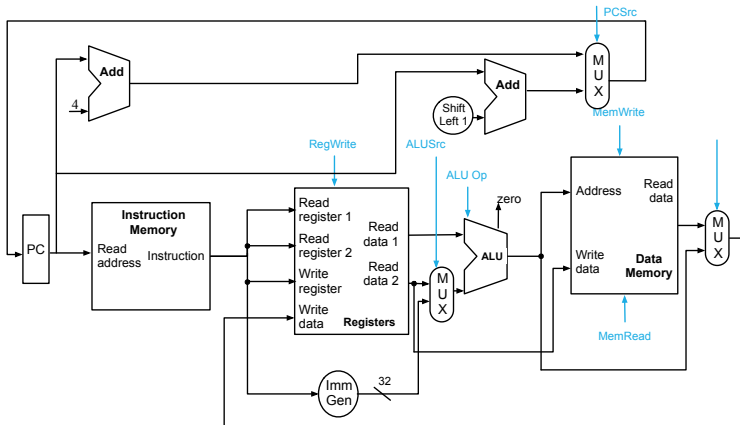 PCSrc
Add
M
U
X
4
Add
Shift
Left 1
MemWrite
RegWrite
ALUSrc
ALU Op
zero
Read
register 1
Read
register 2
Write
register
Write
data
Read
data 1
Read
data 2
Registers
Instruction
Memory
Read
address
Instruction
PC
M
U
X
ALU
Address
Read
data
Write
data
Data
Memory
M
U
X
MemRead
Imm
Gen
32